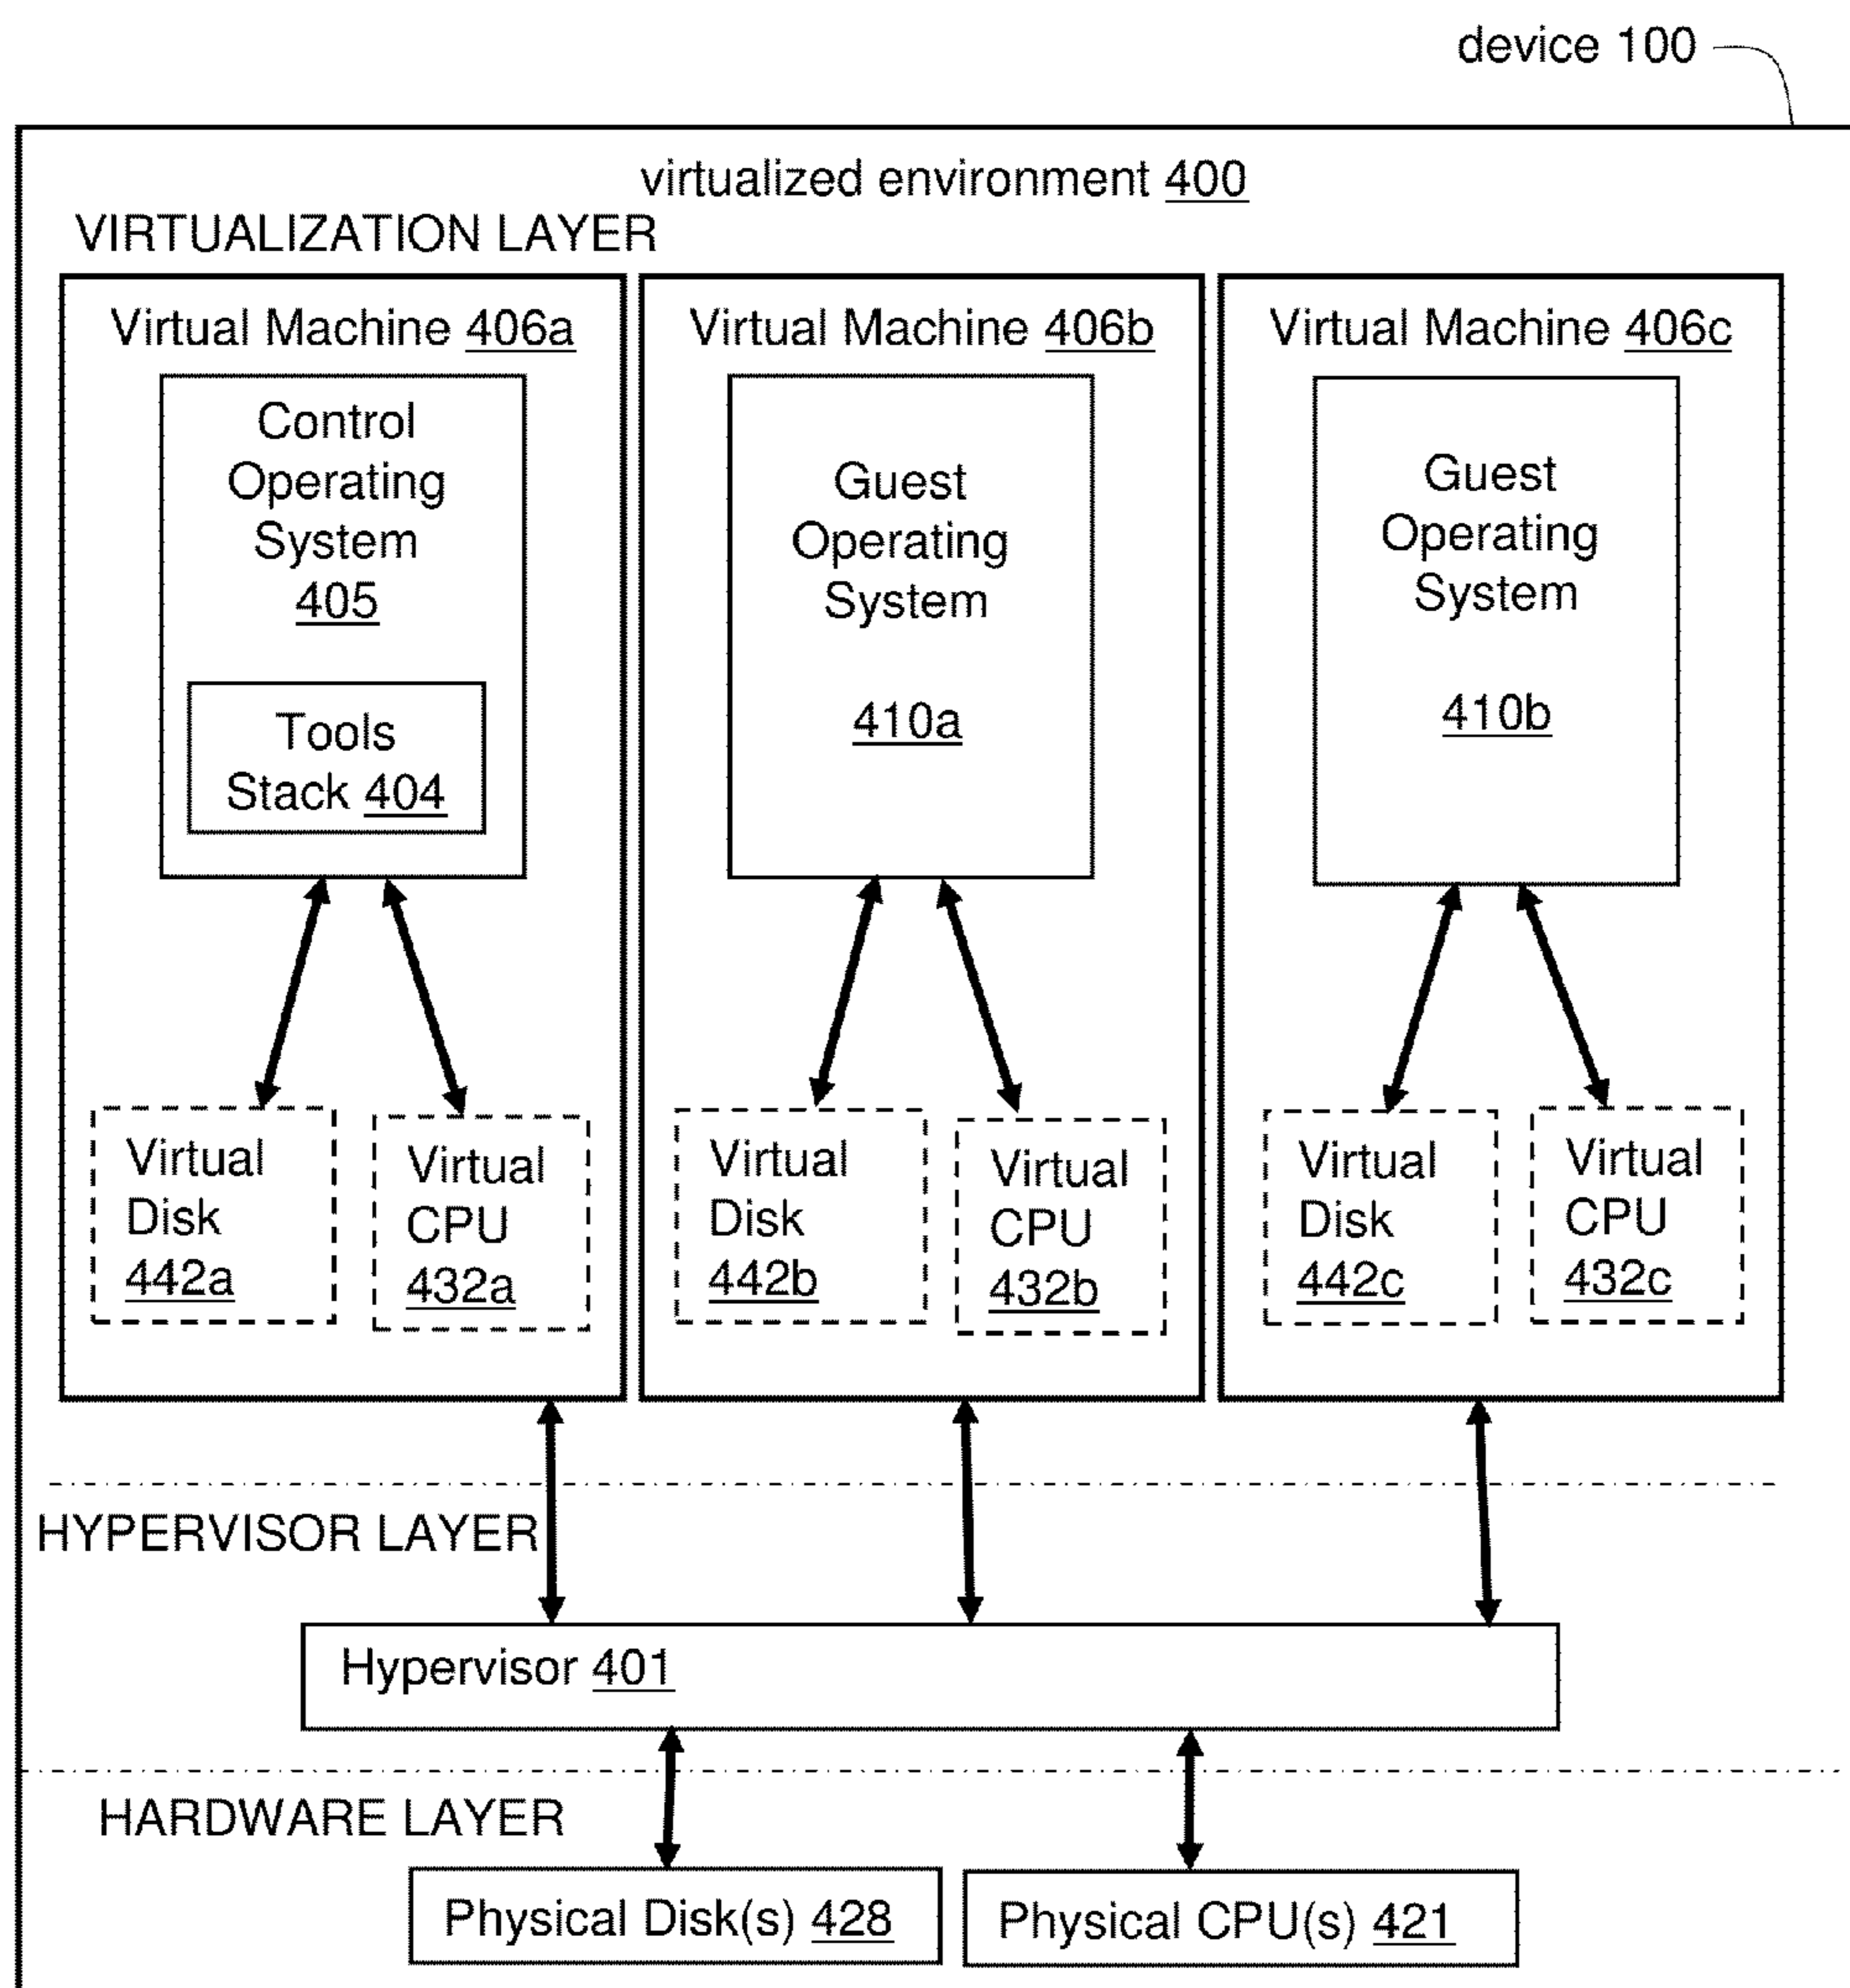 device 100
virtualized environment 400
VIRTUALIZATION LAYER
Virtual Machine 406a
Control
Operating
System
405
Tools
Stack 404
Virtual
Disk
442a
Virtual
CPU
432a
Virtual Machine 406b
Guest
Operating
System
410a
Virtual
Disk
442b
Virtual
CPU
432b
Virtual Machine 406c
Guest
Operating
System
410b
Virtual
Disk
442c
Virtual
CPU
432c
HYPERVISOR LAYER
Hypervisor 401
HARDWARE LAYER
Physical Disk(s) 428
Physical CPU(s) 421